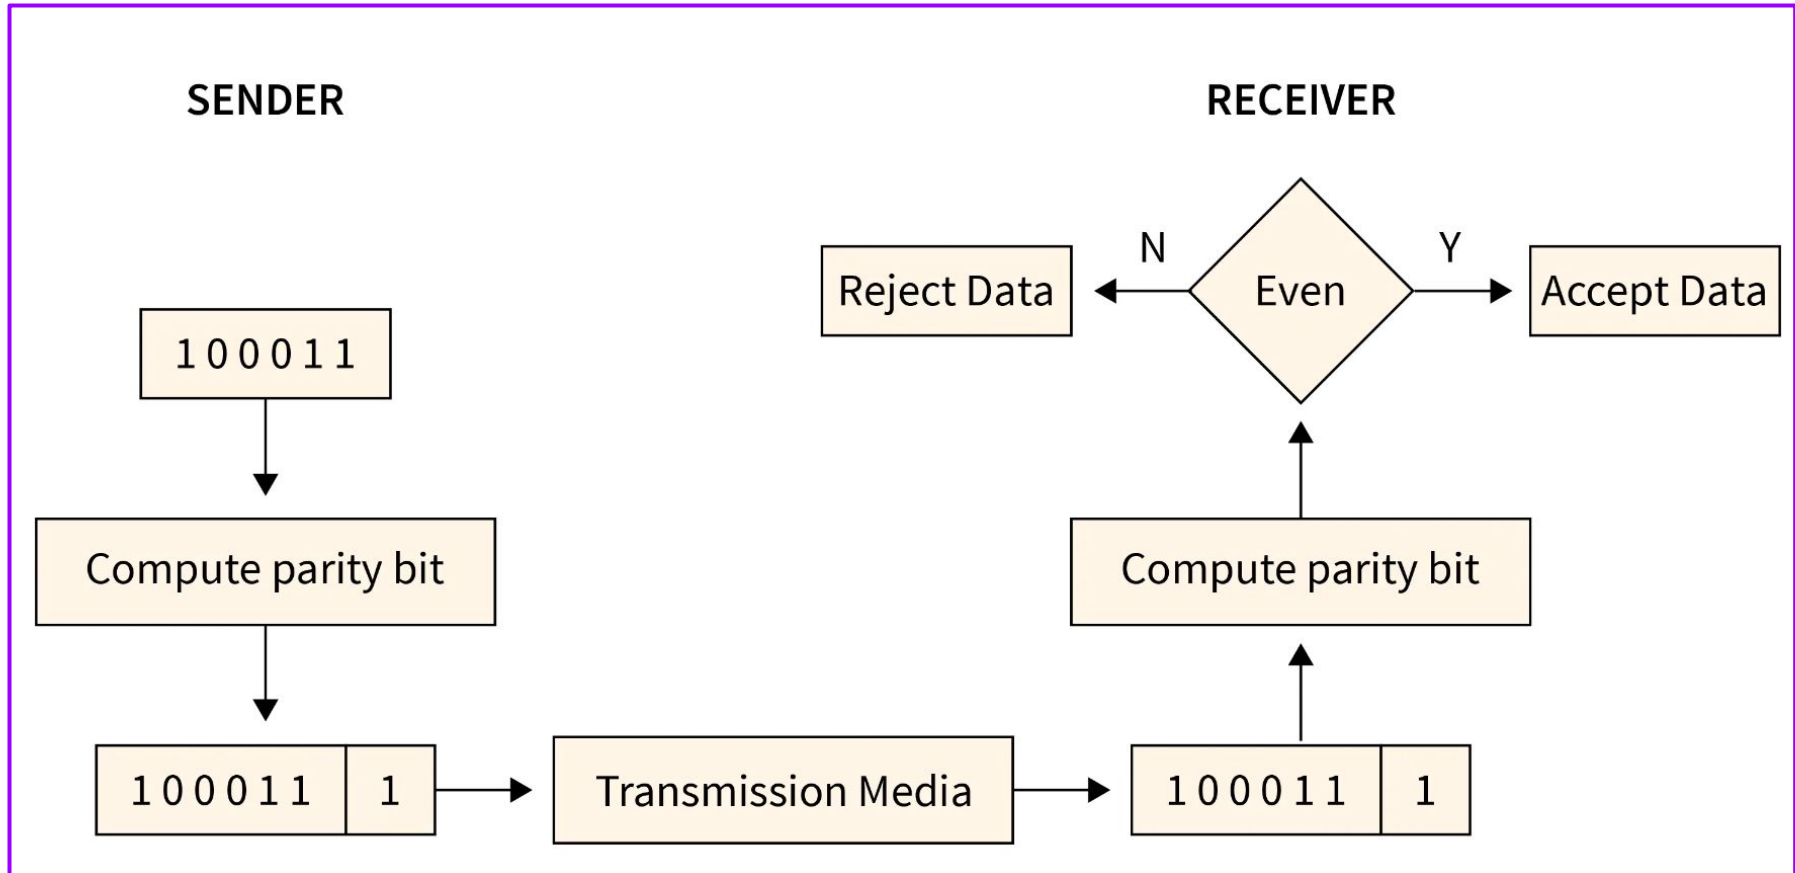 SENDER
RECEIVER
N
Y
Reject Data
Even
Accept Data
1 0 0 0 1 1
Compute parity bit
Compute parity bit
1 0 0 0 1 1
1
Transmission Media
1 0 0 0 1 1
1